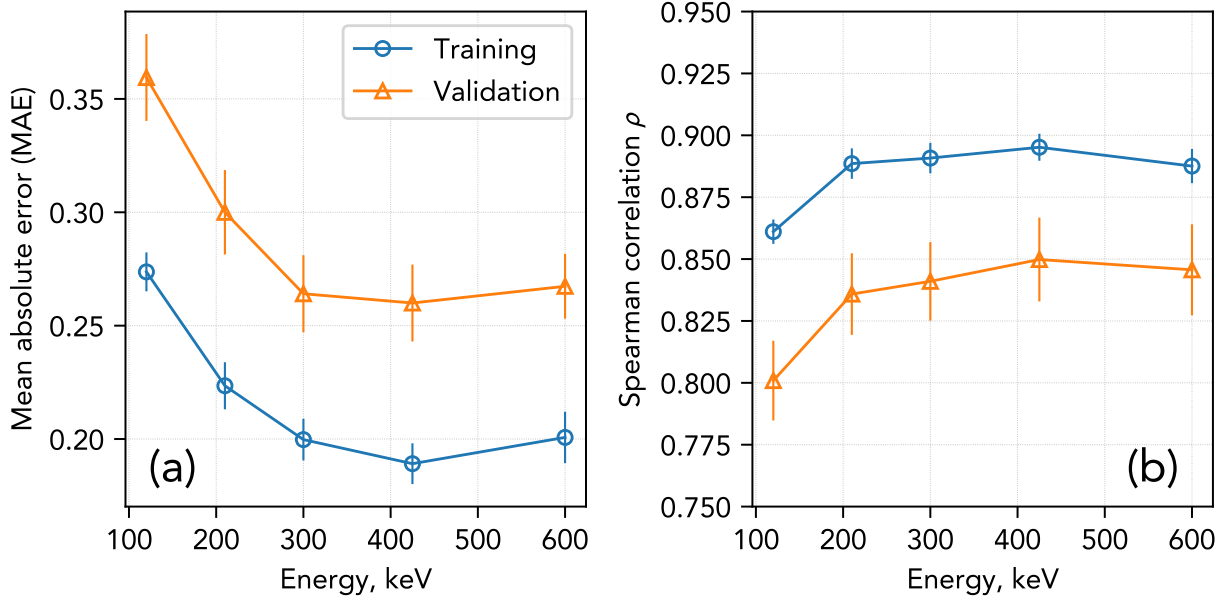 Mean absolute error (MAE)
0.35
0.30
0.25
0.20
Training
Validation
(a)
100 200 300 400 500 600
Energy, keV
Spearman correlation ρ
0.950
0.925
0.900
0.875
0.850
0.825
0.800
0.775
0.750
(b)
100 200 300 400 500 600
Energy, keV